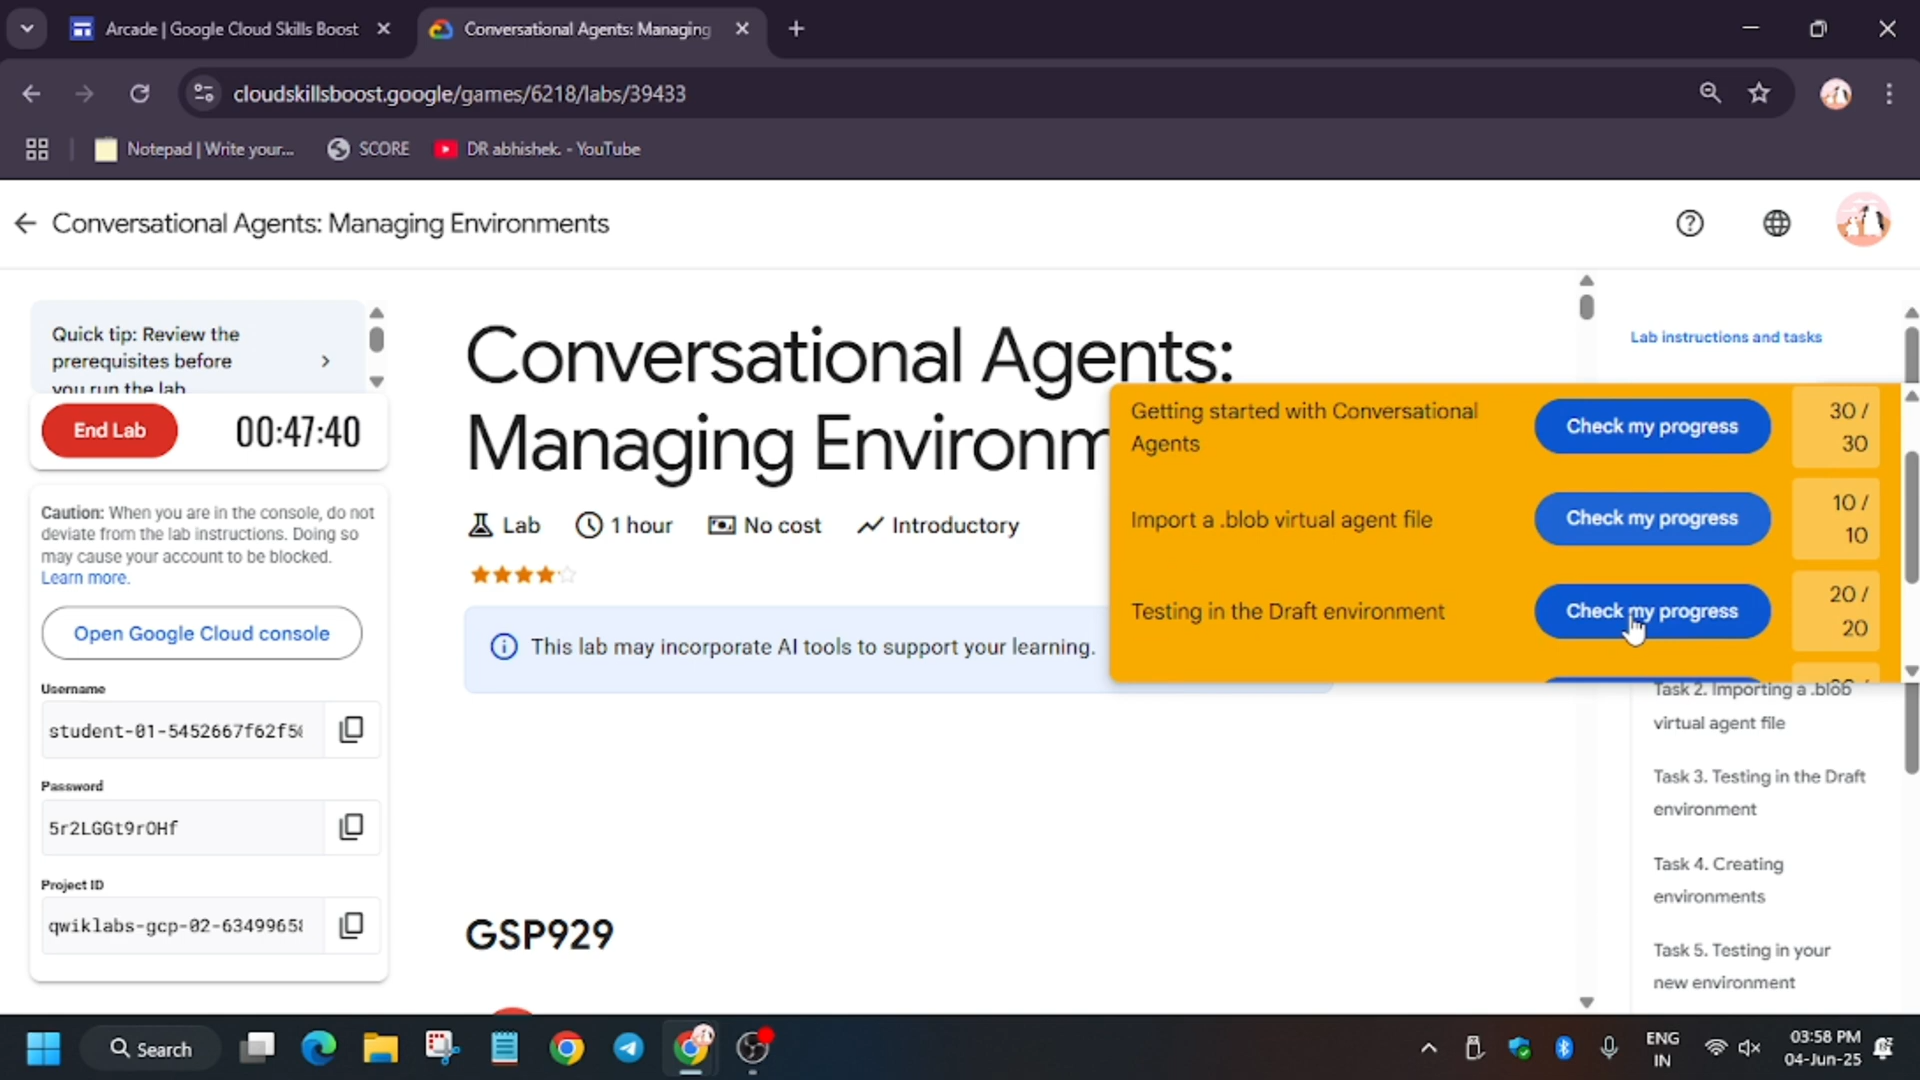 Arcade | Google Cloud Skills Boost
Conversational Agents: Managing
cloudskillsboost.google/games/6218/labs/39433
Notepad | Write your...
SCORE
DR abhishek. - YouTube
Conversational Agents: Managing Environments
Quick tip: Review the
prerequisites before
you run the lab
End Lab
00:47:40
Caution: When you are in the console, do not
deviate from the lab instructions. Doing so
may cause your account to be blocked.
Learn more.
Open Google Cloud console
Username
student-01-5452667f62f5
Password
5r2LGGt9rOHf
Project ID
qwiklabs-gcp-02-6349965
Conversational Agents:
Managing Environm
Lab
1 hour
No cost
Introductory
This lab may incorporate AI tools to support your learning.
GSP929
Lab instructions and tasks
Getting started with Conversational
Agents
Check my progress
30 /
30
Import a .blob virtual agent file
Check my progress
10 /
10
Testing in the Draft environment
Check my progress
20 /
20
Task 2. Importing a .blob
virtual agent file
Task 3. Testing in the Draft
environment
Task 4. Creating
environments
Task 5. Testing in your
new environment
Search
ENG
IN
03:58 PM
04-Jun-25